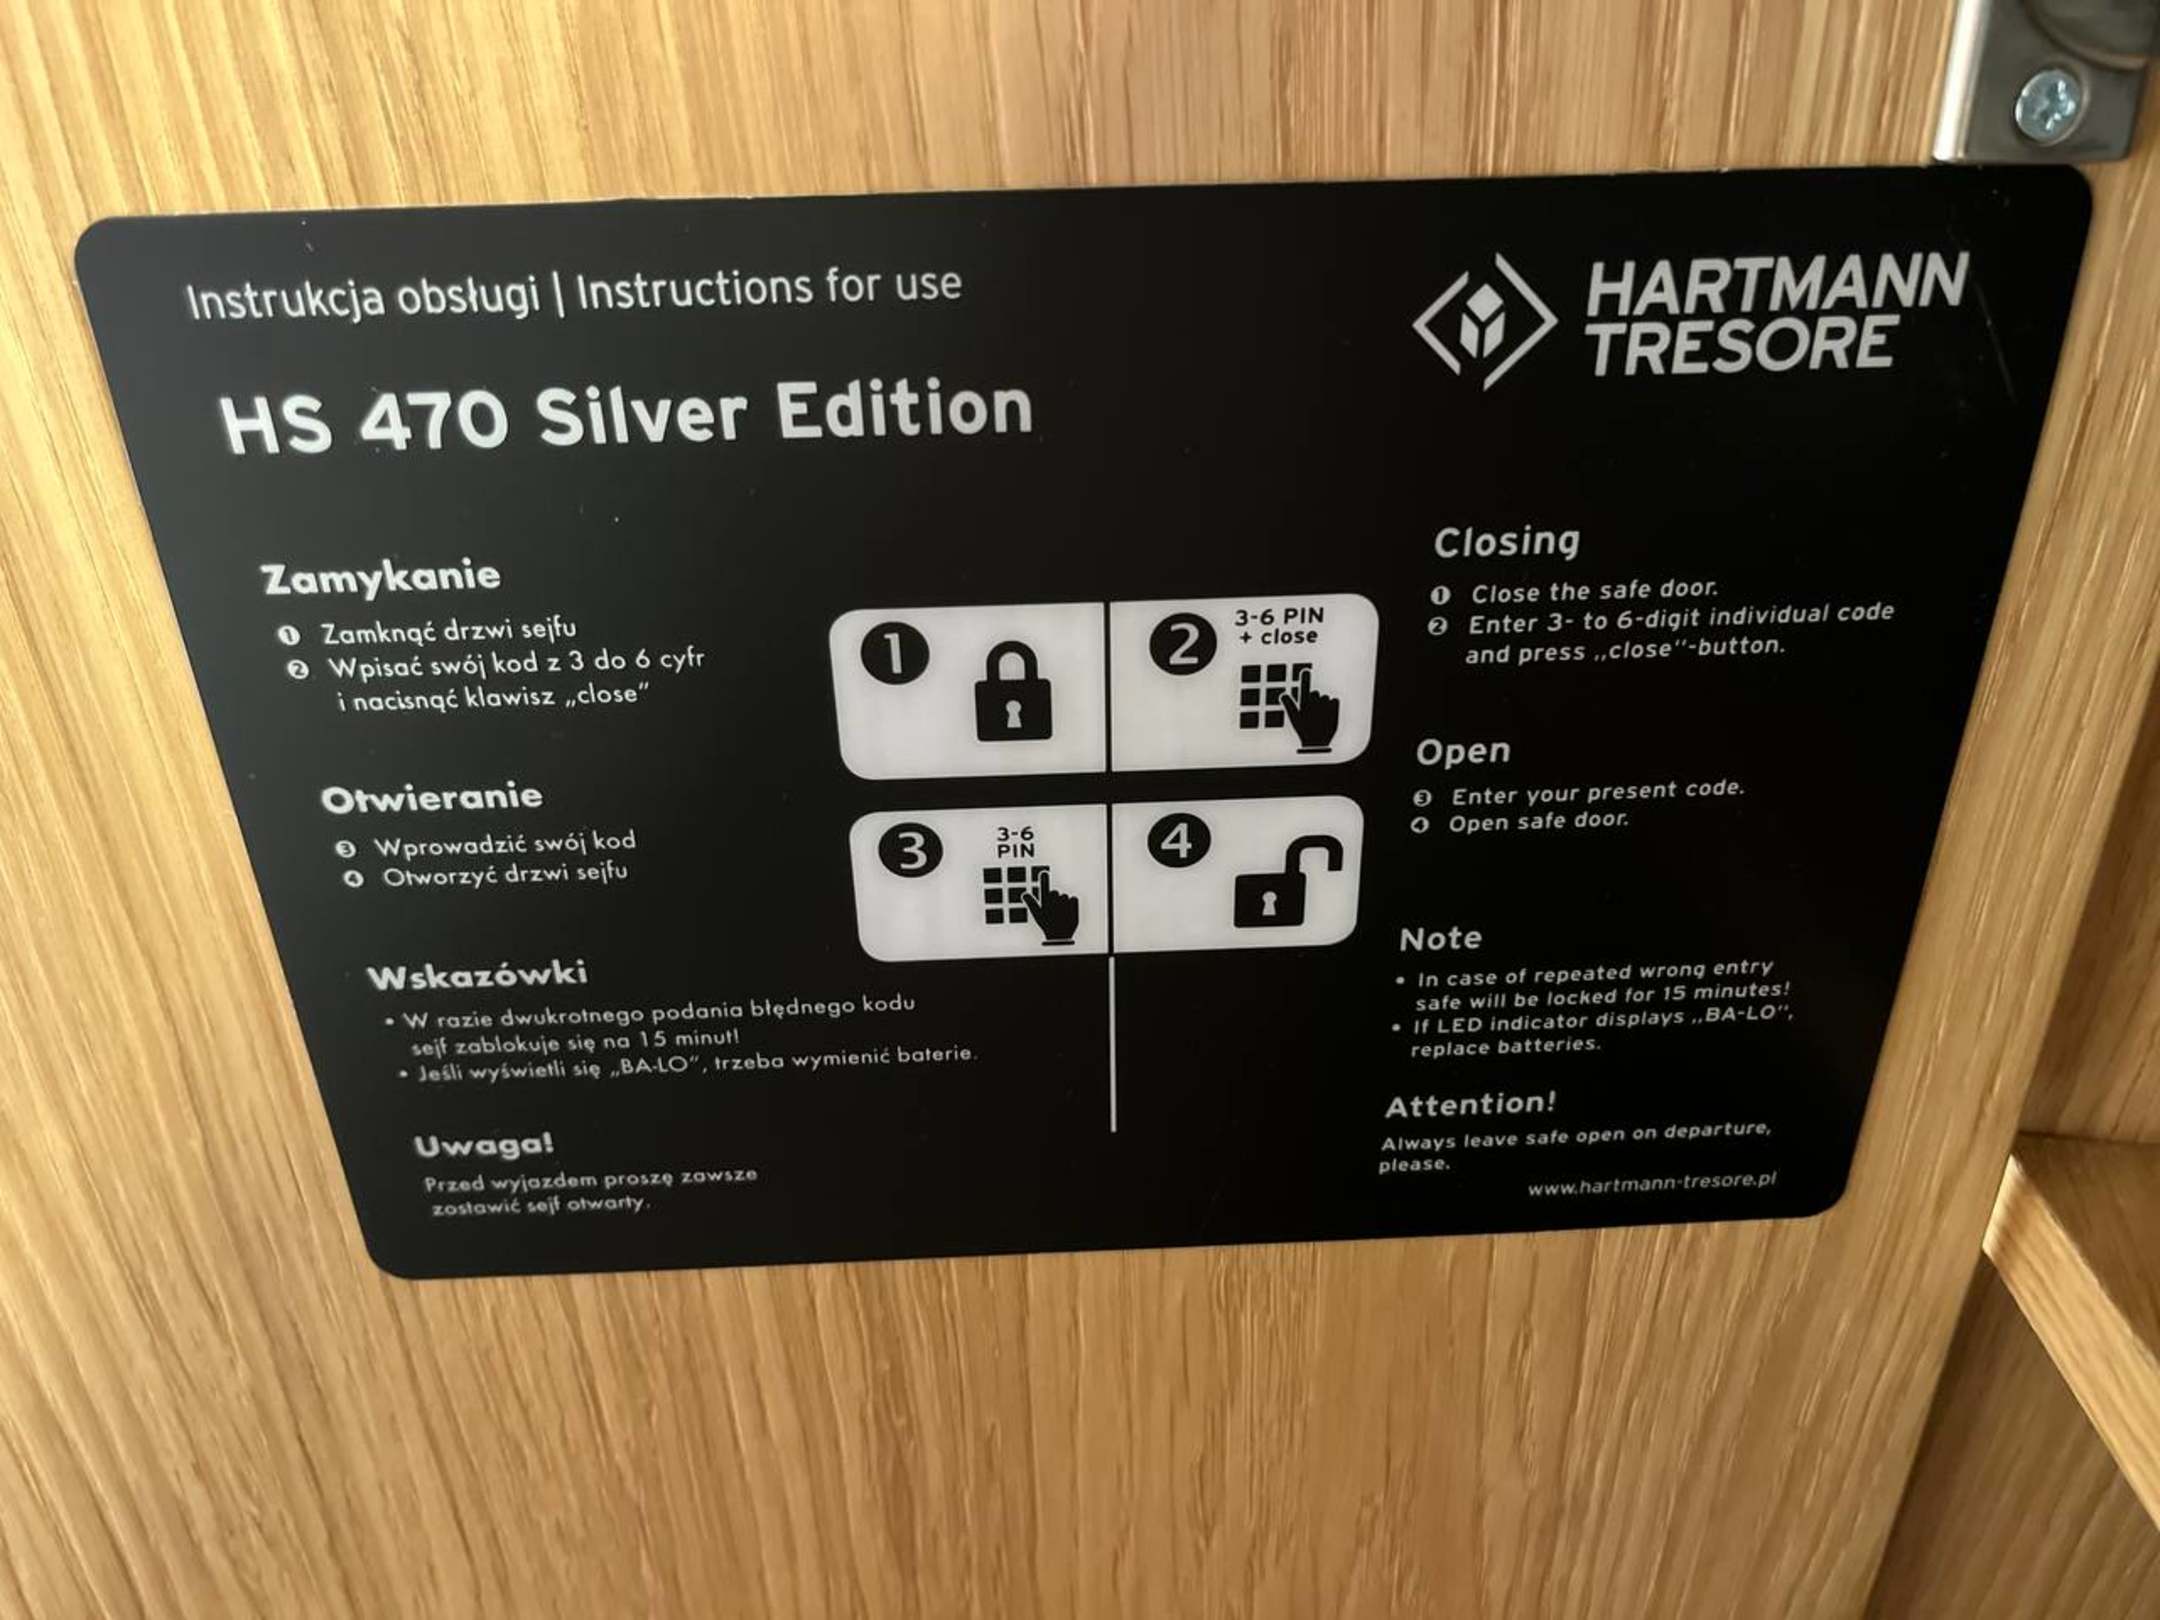 Instrukcja obsługi | Instructions for use
HARTMANN
TRESORE
HS 470 Silver Edition
Zamykanie
❶ Zamknąć drzwi sejfu
❷ Wpisać swój kod z 3 do 6 cyfr
i nacisnąć klawisz „close”
Otwieranie
❸ Wprowadzić swój kod
❹ Otworzyć drzwi sejfu
Wskazówki
• W razie dwukrotnego podania błędnego kodu
sejf zablokuje się na 15 minut!
• Jeśli wyświetli się „BA-LO”, trzeba wymienić baterie.
Uwaga!
Przed wyjazdem proszę zawsze
zostawić sejf otwarty.
1
2
3-6 PIN
+ close
3
3-6
PIN
4
Closing
❶ Close the safe door.
❷ Enter 3- to 6-digit individual code
and press „close“-button.
Open
❸ Enter your present code.
❹ Open safe door.
Note
• In case of repeated wrong entry
safe will be locked for 15 minutes!
• If LED indicator displays „BA-LO“,
replace batteries.
Attention!
Always leave safe open on departure,
please.
www.hartmann-tresore.pl